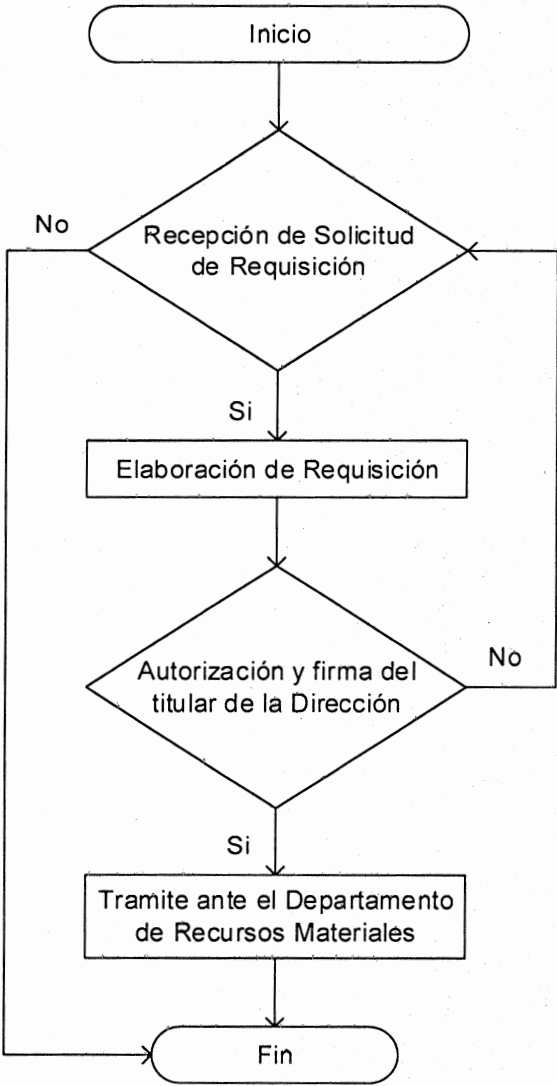 Inicio
No
Recepción de Solicitud
de Requisición
Si
Elaboración de Requisición
Autorización y firma del
titular de la Dirección
No
Si
Tramite ante el Departamento
de Recursos Materiales
Fin